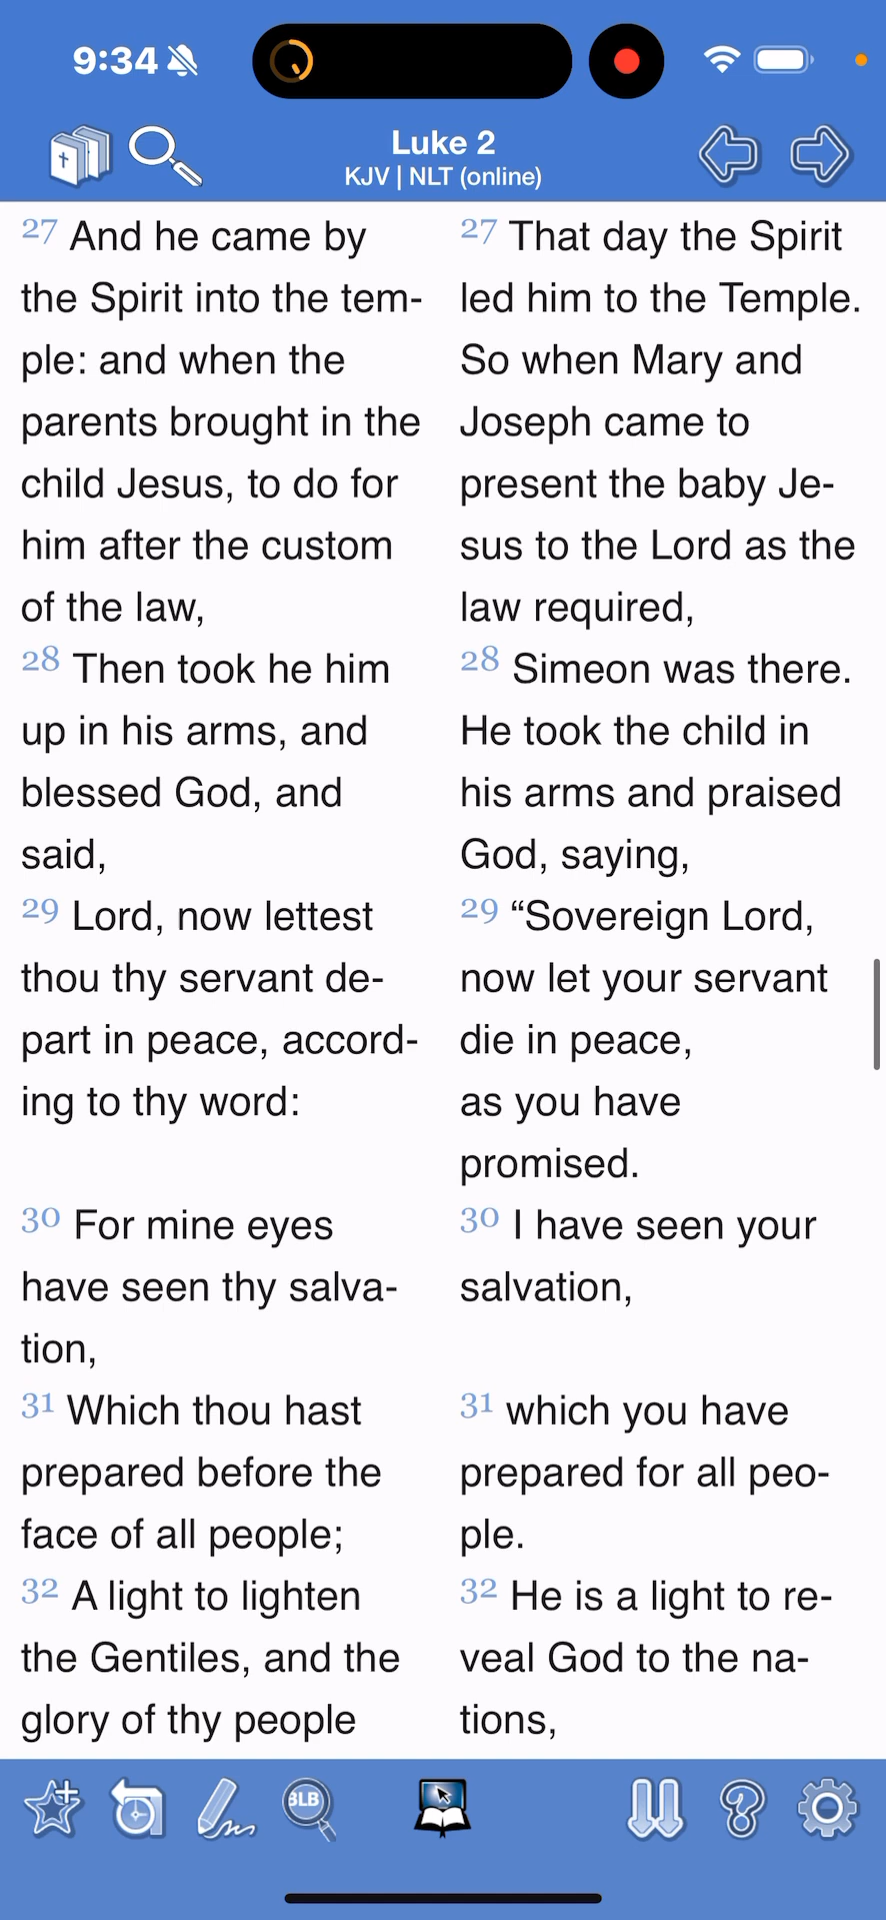 9:34
Luke 2
KJV | NLT (online)
27 And he came by
the Spirit into the tem-
ple: and when the
parents brought in the
child Jesus, to do for
him after the custom
of the law,
28 Then took he him
up in his arms, and
blessed God, and
said,
29 Lord, now lettest
thou thy servant de-
part in peace, accord-
ing to thy word:
30 For mine eyes
have seen thy salva-
tion,
31 Which thou hast
prepared before the
face of all people;
32 A light to lighten
the Gentiles, and the
glory of thy people
27 That day the Spirit
led him to the Temple.
So when Mary and
Joseph came to
present the baby Je-
sus to the Lord as the
law required,
28 Simeon was there.
He took the child in
his arms and praised
God, saying,
29 “Sovereign Lord,
now let your servant
die in peace,
as you have
promised.
30 I have seen your
salvation,
31 which you have
prepared for all peo-
ple.
32 He is a light to re-
veal God to the na-
tions,
BLB